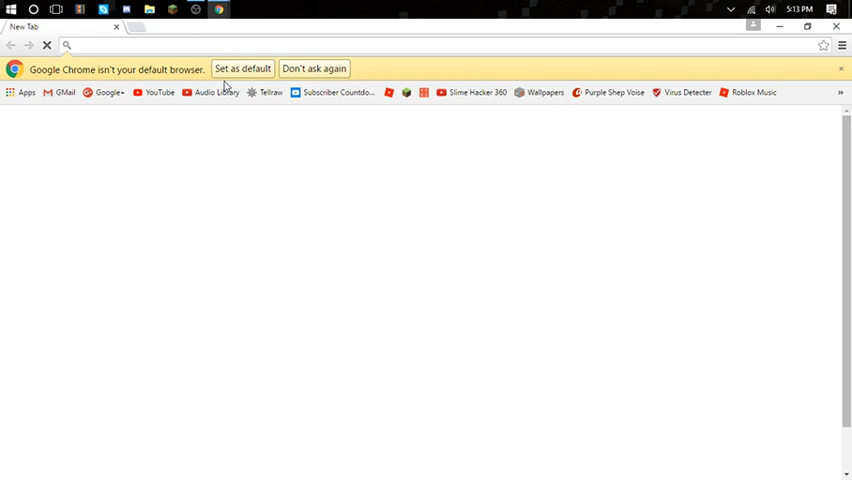 5:13 PM
New Tab
Google Chrome isn't your default browser. Set as default Don't ask again
Apps GMail Google+ YouTube Audio Library Tellraw Subscriber Countdo... Slime Hacker 360 Wallpapers Purple Shep Voise Virus Detecter Roblox Music